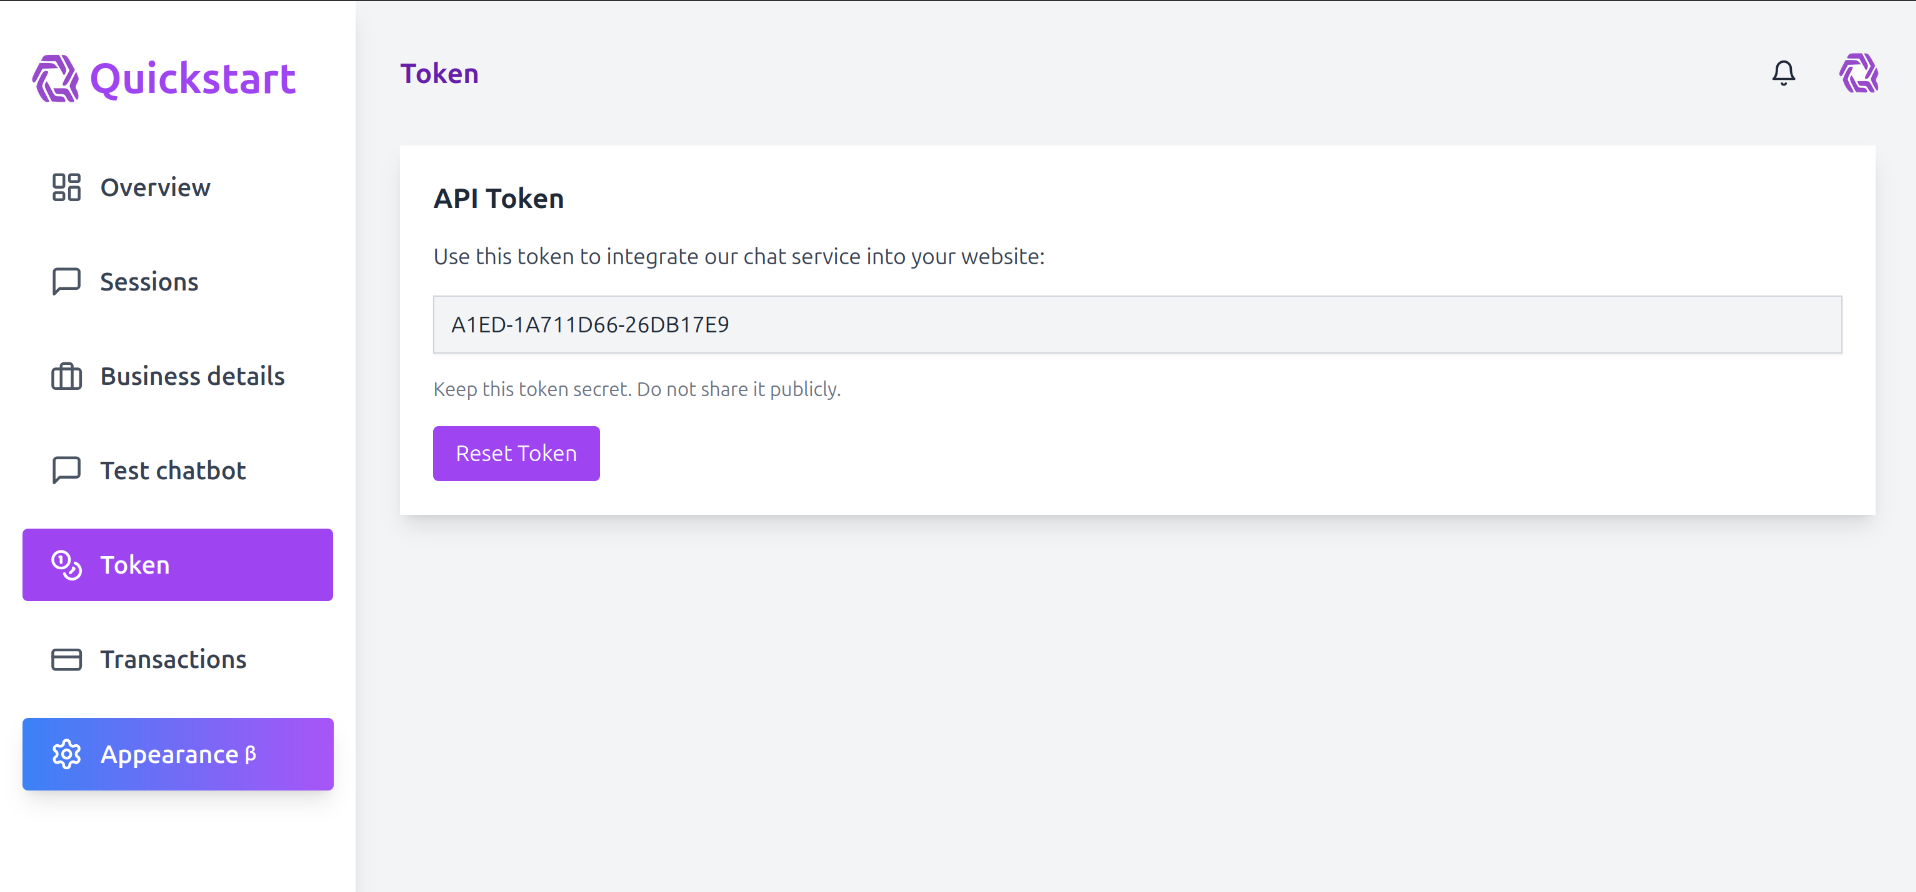 Quickstart
Overview
Sessions
Business details
Test chatbot
Token
Transactions
Appearance β
Token
API Token
Use this token to integrate our chat service into your website:
A1ED-1A711D66-26DB17E9
Keep this token secret. Do not share it publicly.
Reset Token